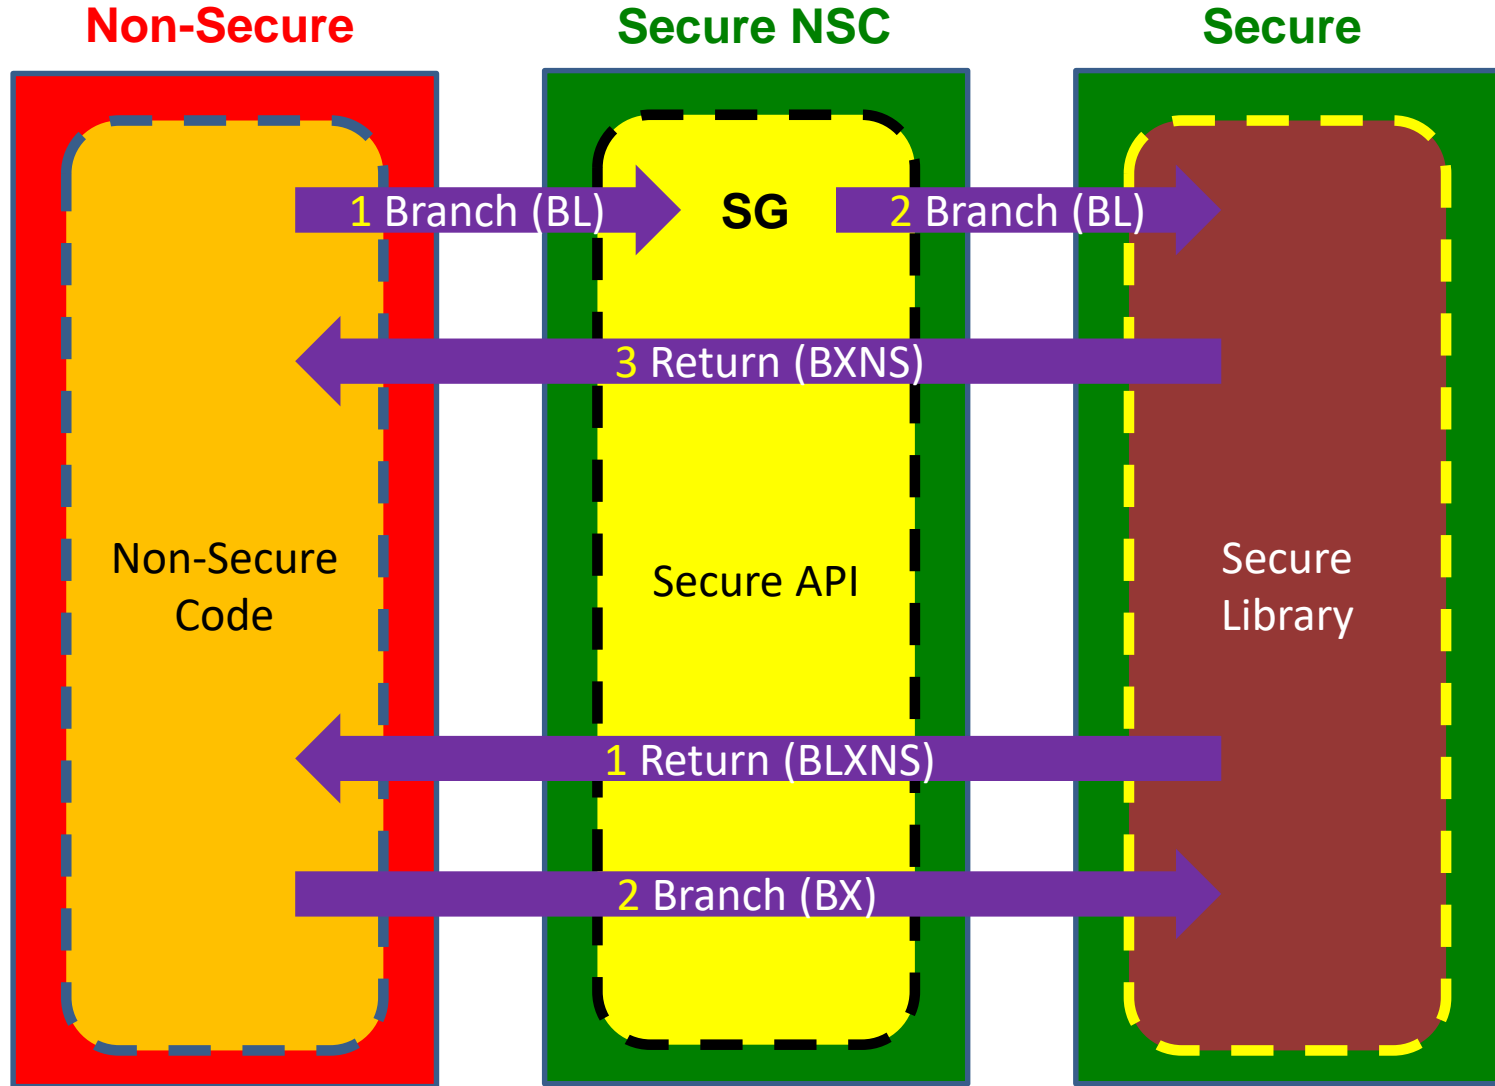 Non-Secure
Secure NSC
Secure
1 Branch (BL)
SG
2 Branch (BL)
3 Return (BXNS)
Non-Secure
Code
Secure API
Secure
Library
1 Return (BLXNS)
2 Branch (BX)